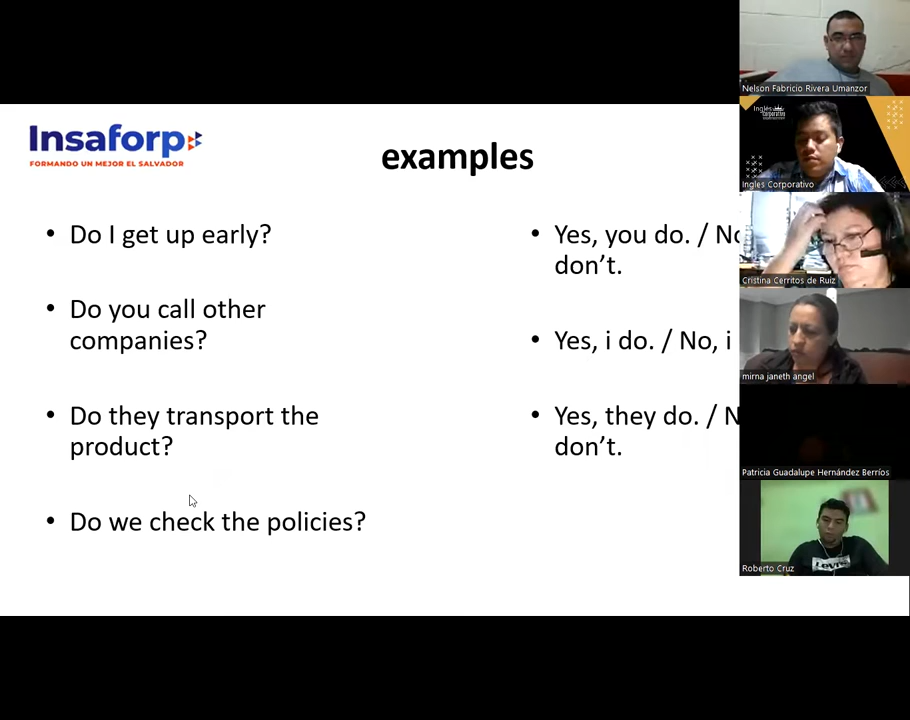 Insaforp
FORMANDO UN MEJOR EL SALVADOR
examples
• Do I get up early?
• Do you call other
companies?
• Do they transport the
product?
• Do we check the policies?
• Yes, you do. / No
don't.
• Yes, i do. / No, i
• Yes, they do. / N
don't.
Nelson Fabricio Rivera Umanzor
Inglés
Corporativo
Ingles Corporativo
Cristina Cerritos de Ruiz
mirna janeth angel
Patricia Guadalupe Hernández Berríos
Levi's
Roberto Cruz